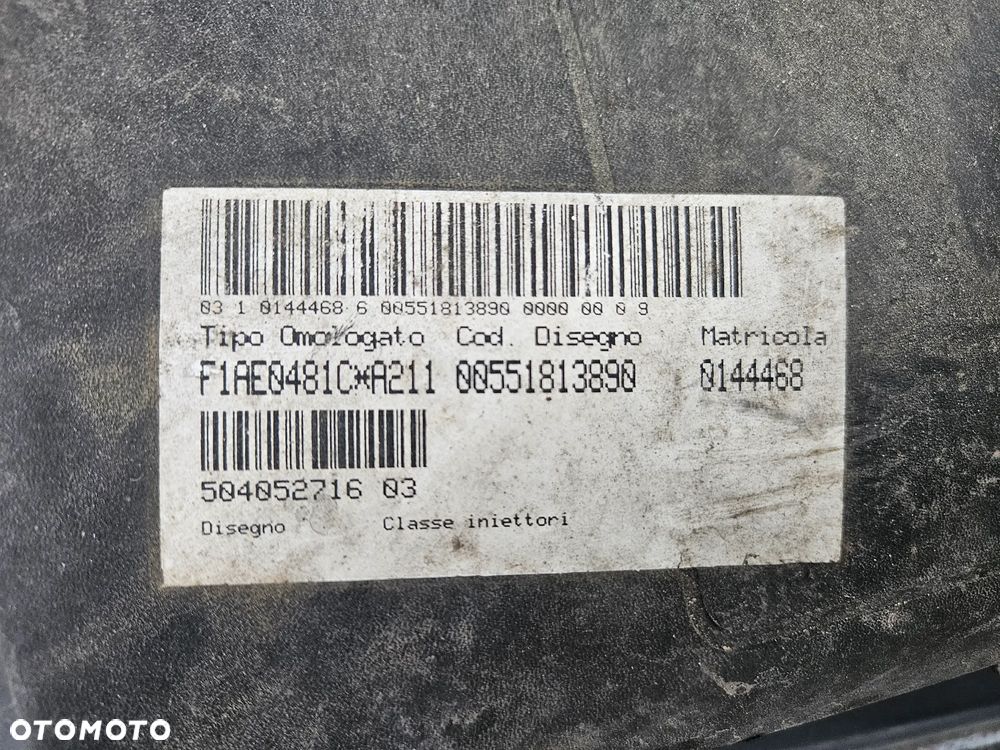 03 1 0144468 6 00551813890 0000 00 0 9
Tipo Omologato Cod. Disegno Matricola
F1AE0481C*A211 00551813890 0144468
504052716 03
Disegno Classe iniettori
OTOMOTO